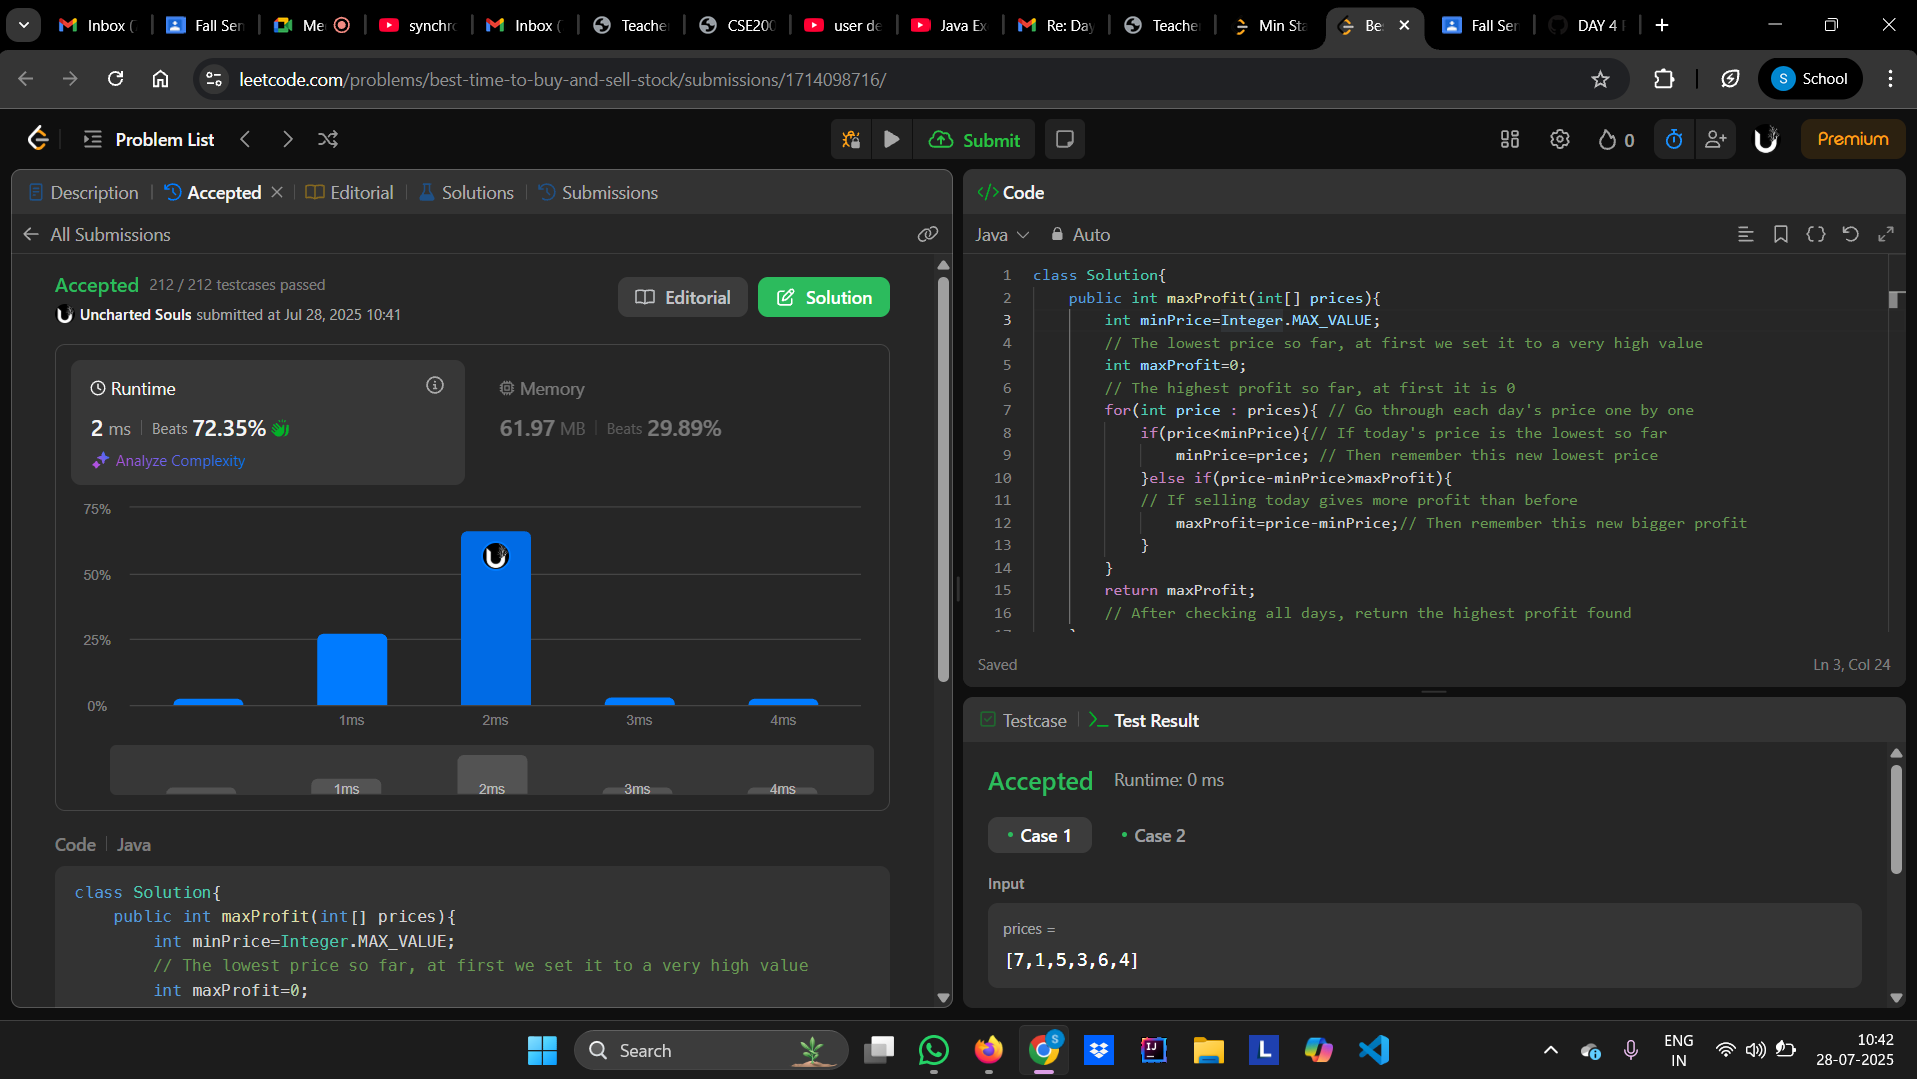 Inbox (
Fall Sen
Me
synchro
Inbox (
Teache
CSE200
user de
Java Ex
Re: Day
Teache
Min Sta
Be
Fall Sen
DAY 4 F
leetcode.com/problems/best-time-to-buy-and-sell-stock/submissions/1714098716/
S School
Problem List
Submit
0
Premium
Description
Accepted
Editorial
Solutions
Submissions
All Submissions
Accepted 212 / 212 testcases passed
Uncharted Souls submitted at Jul 28, 2025 10:41
Editorial
Solution
Runtime
2 ms Beats 72.35%
Analyze Complexity
Memory
61.97 MB Beats 29.89%
75%
50%
25%
0%
1ms 2ms 3ms 4ms
1ms 2ms 3ms 4ms
Code Java
class Solution{
public int maxProfit(int[] prices){
int minPrice=Integer.MAX_VALUE;
// The lowest price so far, at first we set it to a very high value
int maxProfit=0;
</> Code
Java Auto
1 class Solution{
2 public int maxProfit(int[] prices){
3 int minPrice=Integer.MAX_VALUE;
4 // The lowest price so far, at first we set it to a very high value
5 int maxProfit=0;
6 // The highest profit so far, at first it is 0
7 for(int price : prices){ // Go through each day's price one by one
8 if(price<minPrice){// If today's price is the lowest so far
9 minPrice=price; // Then remember this new lowest price
10 }else if(price-minPrice>maxProfit){
11 // If selling today gives more profit than before
12 maxProfit=price-minPrice;// Then remember this new bigger profit
13 }
14 }
15 return maxProfit;
16 // After checking all days, return the highest profit found
Saved
Ln 3, Col 24
Testcase
Test Result
Accepted Runtime: 0 ms
Case 1
Case 2
Input
prices =
[7,1,5,3,6,4]
Search
S
IJ
L
ENG
IN
10:42
28-07-2025